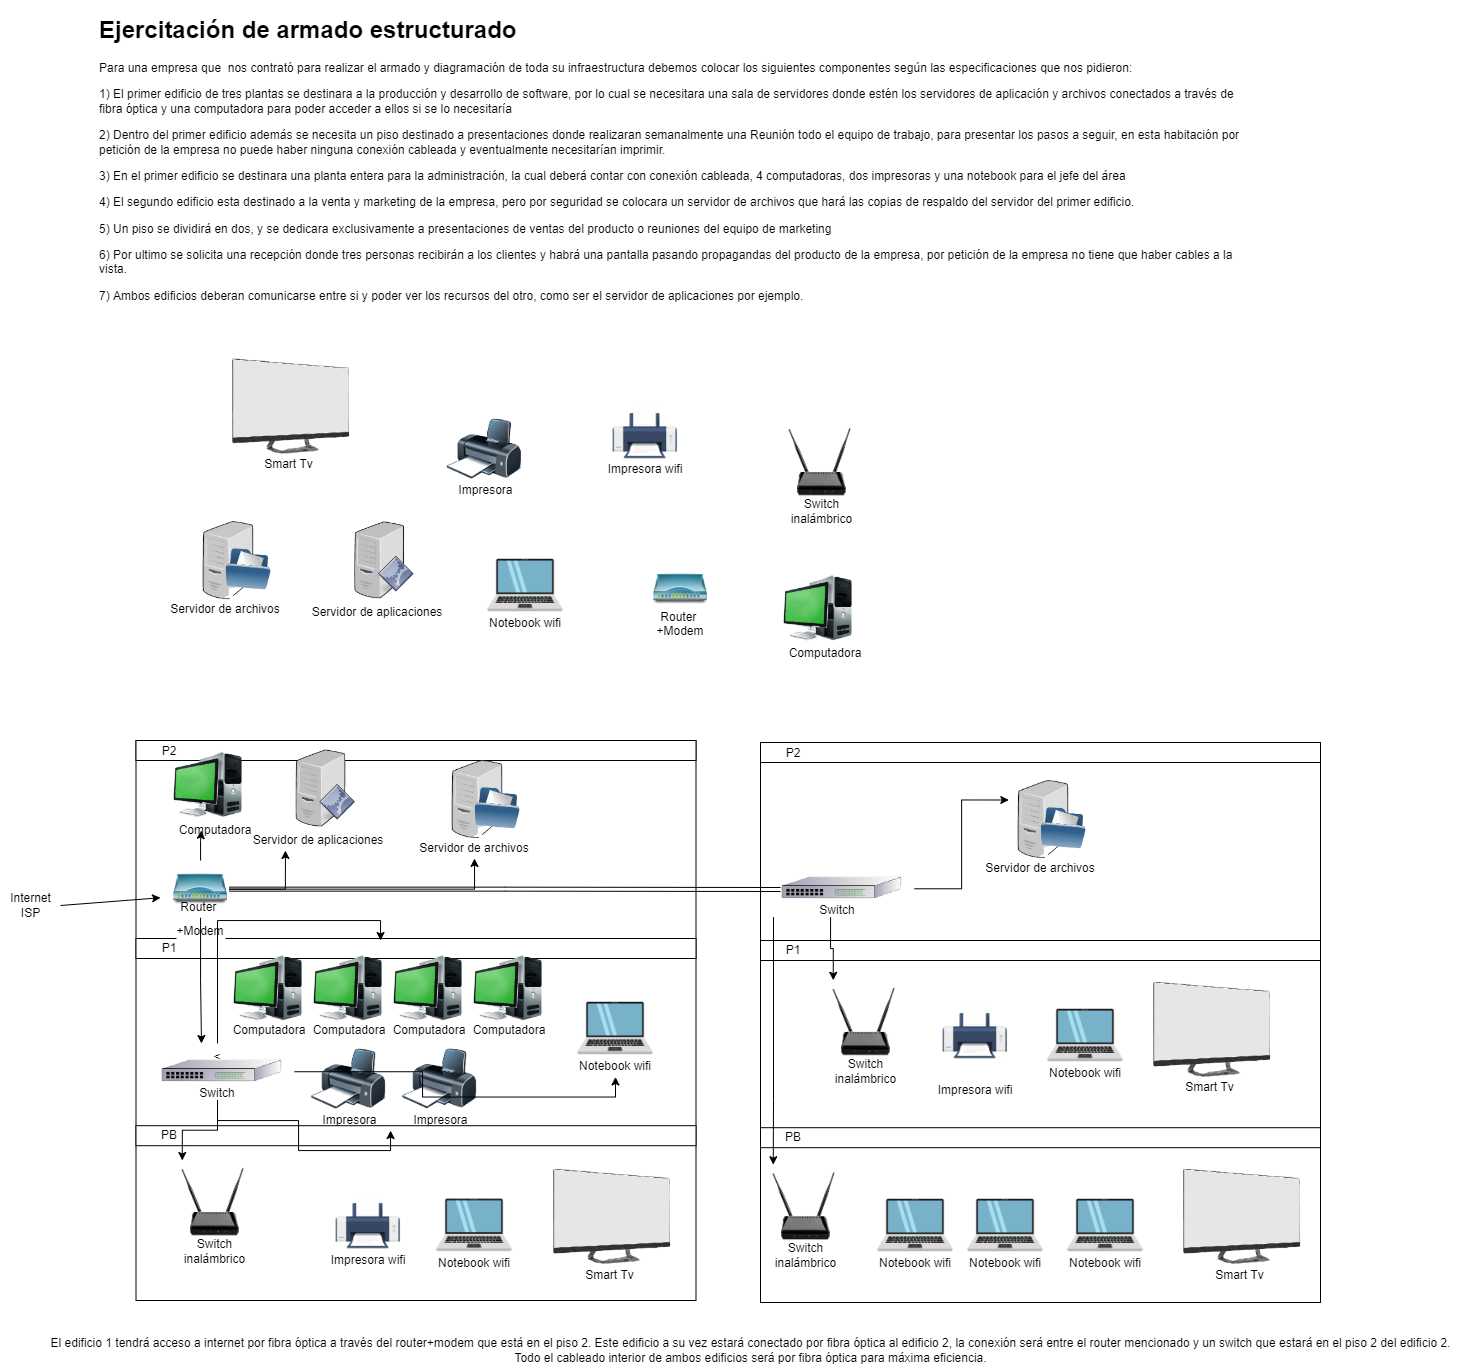 Ejercitación de armado estructurado
Para una empresa que  nos contrató para realizar el armado y diagramación de toda su infraestructura debemos colocar los siguientes componentes según las especificaciones que nos pidieron:
1) El primer edificio de tres plantas se destinara a la producción y desarrollo de software, por lo cual se necesitara una sala de servidores donde estén los servidores de aplicación y archivos conectados a través de
fibra óptica y una computadora para poder acceder a ellos si se lo necesitaría
2) Dentro del primer edificio además se necesita un piso destinado a presentaciones donde realizaran semanalmente una Reunión todo el equipo de trabajo, para presentar los pasos a seguir, en esta habitación por
petición de la empresa no puede haber ninguna conexión cableada y eventualmente necesitarían imprimir.
3) En el primer edificio se destinara una planta entera para la administración, la cual deberá contar con conexión cableada, 4 computadoras, dos impresoras y una notebook para el jefe del área
4) El segundo edificio esta destinado a la venta y marketing de la empresa, pero por seguridad se colocara un servidor de archivos que hará las copias de respaldo del servidor del primer edificio.
5) Un piso se dividirá en dos, y se dedicara exclusivamente a presentaciones de ventas del producto o reuniones del equipo de marketing
6) Por ultimo se solicita una recepción donde tres personas recibirán a los clientes y habrá una pantalla pasando propagandas del producto de la empresa, por petición de la empresa no tiene que haber cables a la
vista.
7) Ambos edificios deberan comunicarse entre si y poder ver los recursos del otro, como ser el servidor de aplicaciones por ejemplo.
Smart Tv
Impresora
Impresora wifi
Switch
inalámbrico
Servidor de archivos
Servidor de aplicaciones
Notebook wifi
Router
+Modem
Computadora
P2
Computadora
Servidor de aplicaciones
Servidor de archivos
Internet
ISP
Router
+Modem
P1
Computadora
Computadora
Computadora
Computadora
Notebook wifi
<
Switch
Impresora
Impresora
PB
Switch
inalámbrico
Impresora wifi
Notebook wifi
Smart Tv
P2
Servidor de archivos
Switch
P1
Switch
inalámbrico
Impresora wifi
Notebook wifi
Smart Tv
PB
Switch
inalámbrico
Notebook wifi
Notebook wifi
Notebook wifi
Smart Tv
El edificio 1 tendrá acceso a internet por fibra óptica a través del router+modem que está en el piso 2. Este edificio a su vez estará conectado por fibra óptica al edificio 2, la conexión será entre el router mencionado y un switch que estará en el piso 2 del edificio 2.
Todo el cableado interior de ambos edificios será por fibra óptica para máxima eficiencia.